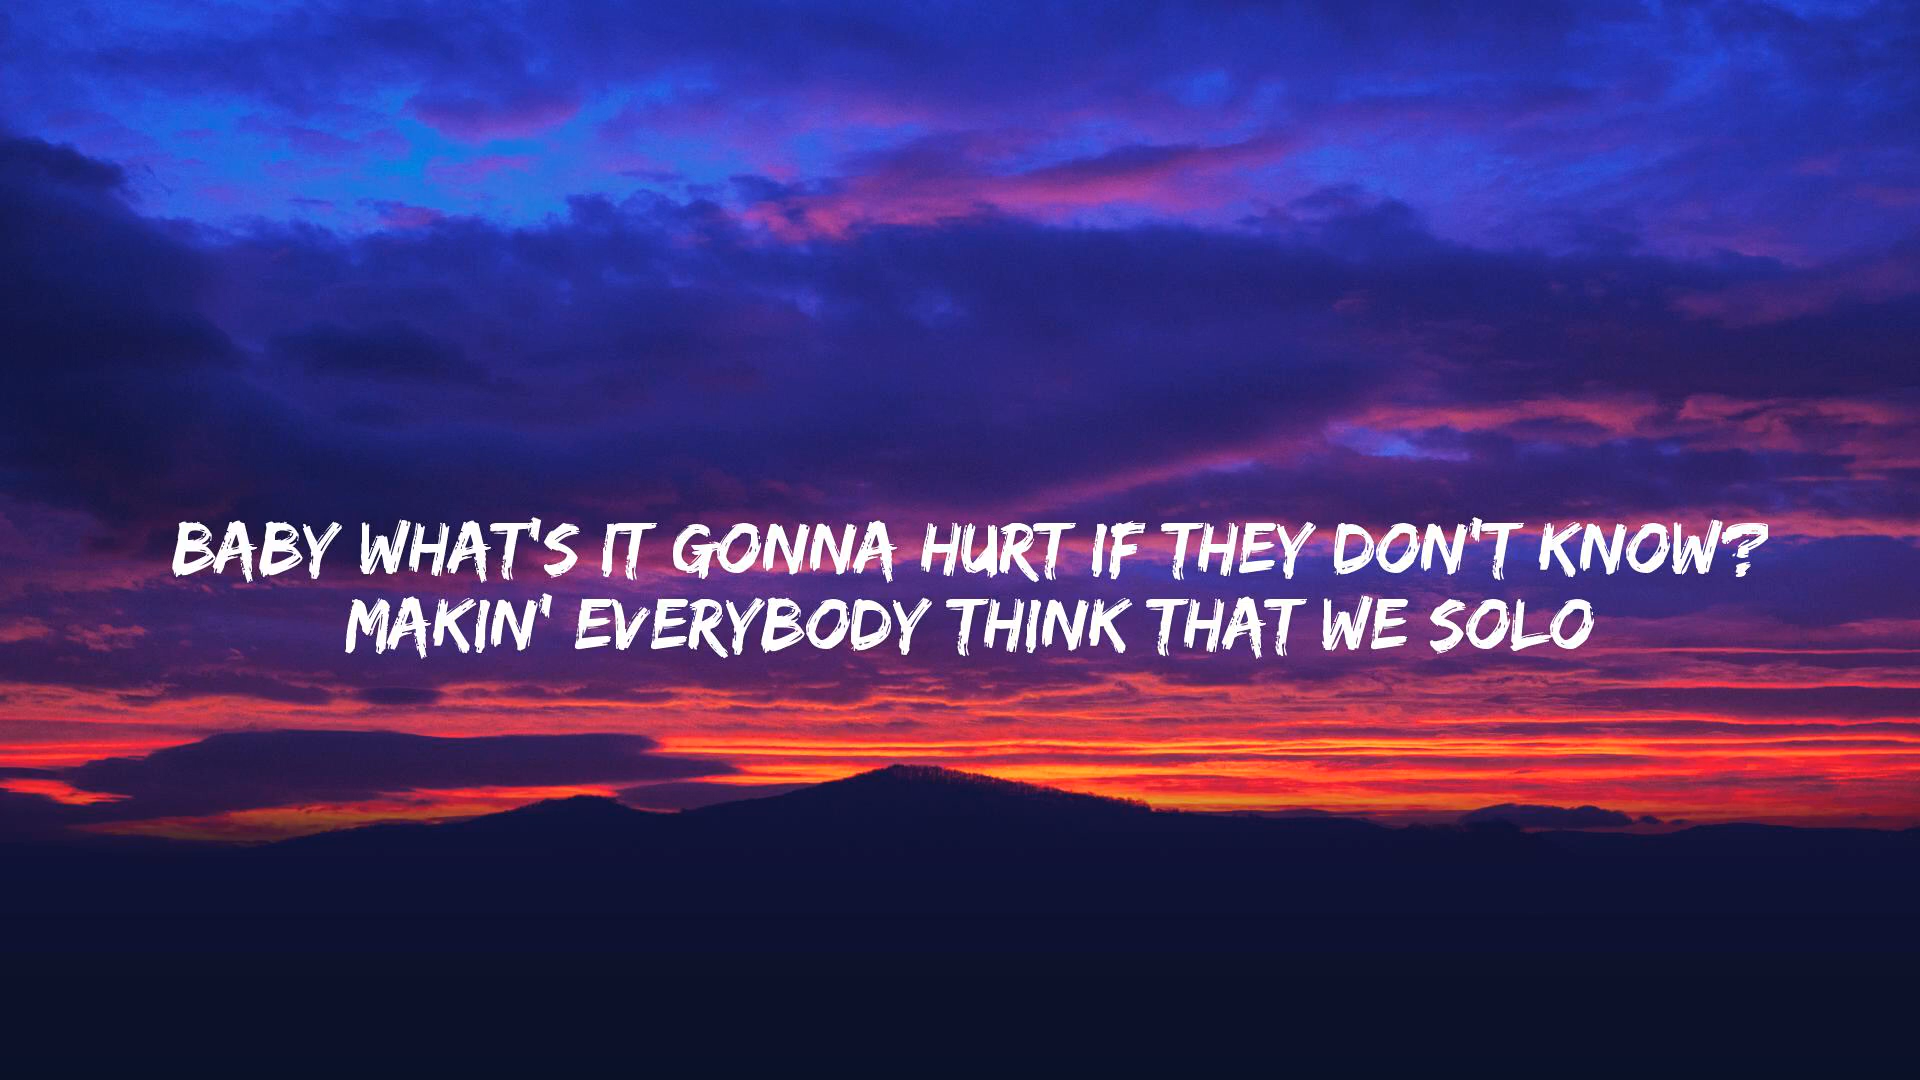 BABY WHAT'S IT GONNA HURT IF THEY DON'T KNOW?
MAKIN' EVERYBODY THINK THAT WE SOLO